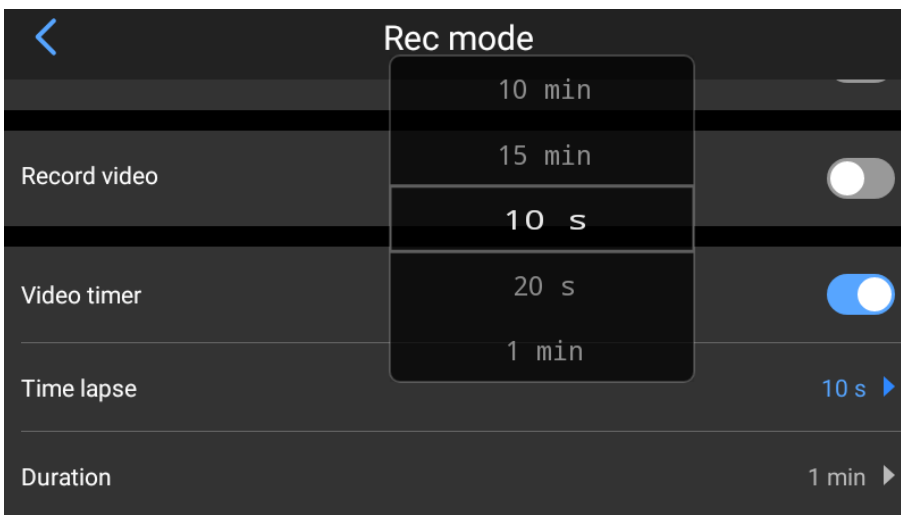 Rec mode
10 min
15 min
Record video
10 s
Video timer
20 s
1 min
Time lapse
10 s
Duration
1 min